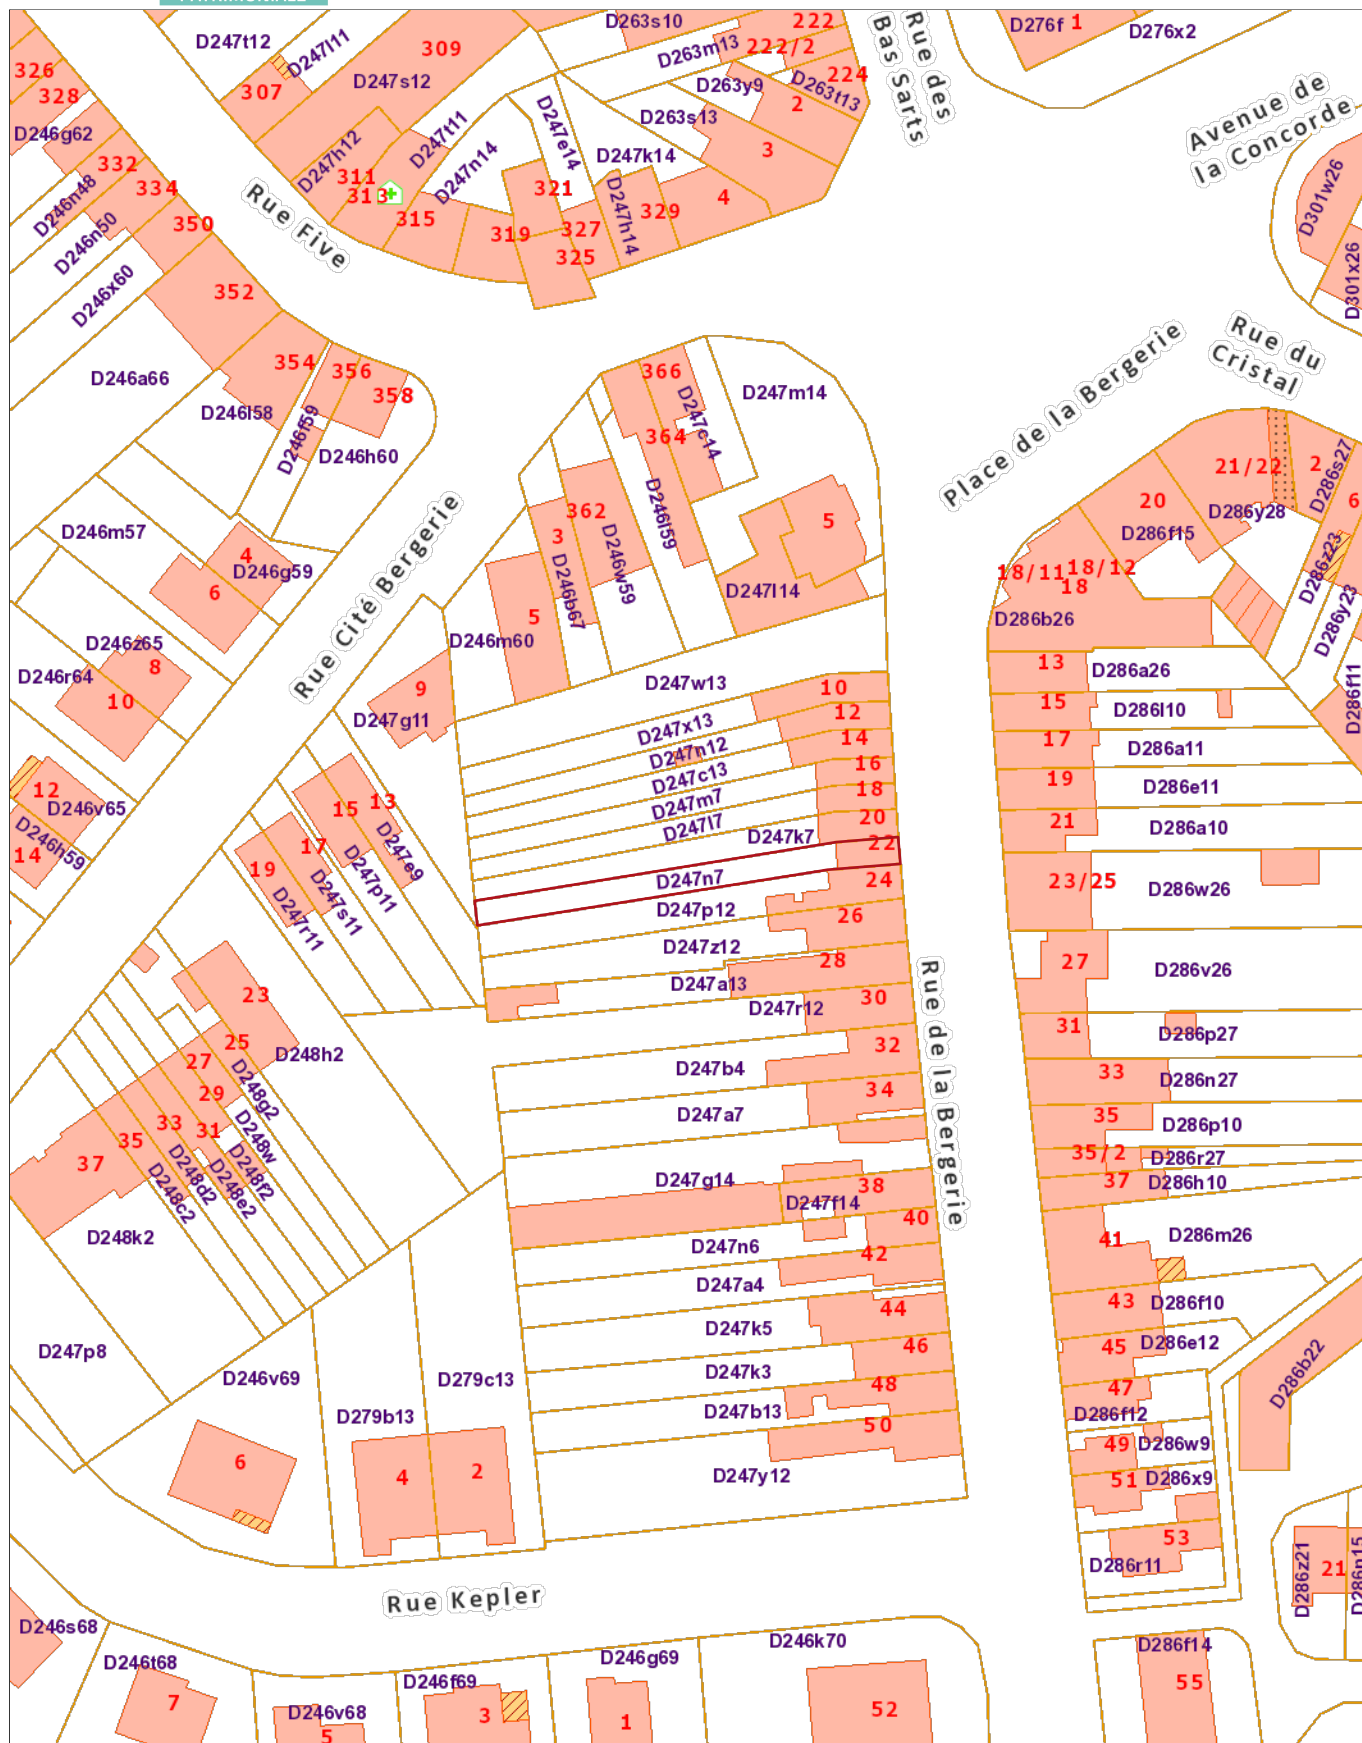 D247t12
D247l11
309
D247s12
307
D263s10
222
D263m13
222/2
D263y9
224
D263t13
2
D263s13
3
Rue des
Bas Sarts
D276f 1
D276x2
Avenue de
la Concorde
D301w26
D301x26
326
328
D246g62
332
334
D246n48
350
D246n50
D246x60
352
D247h12
311
313
D247t11
D247n14
315
D247e14
D247k14
321
319
327
325
D247h14
329
4
Rue Five
Place de la Bergerie
Rue du
Cristal
D246a66
354
356
358
D246l58
D246f59
D246h60
366
D247c14
364
D247m14
D246m57
4
D246g59
6
Rue Cité Bergerie
362
3
D246w59
D246b67
D246l59
5
D247l14
5
D246m60
21/22
2
D286s27
6
20
D286f15
D286y28
D286z23
18/11
18/12
18
D286b26
D286y23
D286f11
D246z65
8
D246r64
10
9
D247g11
D247w13
10
D247x13
12
D247n12
14
D247c13
16
D247m7
18
D247l7
20
D247k7
22
D247n7
24
D247p12
26
D247z12
28
D247a13
30
D247r12
32
D247b4
34
D247a7
12
D246v65
D246h59
14
15
13
17
D247e9
D247p11
19
D247s11
D247r11
13
D286a26
15
D286l10
17
D286a11
19
D286e11
21
D286a10
23/25
D286w26
27
D286v26
31
D286p27
33
D286n27
35
D286p10
35/2
D286r27
37
D286h10
41
D286m26
43
D286f10
45
D286e12
47
D286f12
49
D286w9
51
D286x9
53
D286r11
D286b22
Rue de la Bergerie
23
25
27
D248h2
29
D248g2
33
31
D248w
35
D248f2
37
D248e2
D248d2
D248c2
D248k2
D247g14
38
D247f14
40
D247n6
42
D247a4
44
D247k5
46
D247k3
48
D247b13
50
D247y12
D247p8
D246v69
D279c13
D279b13
6
4
2
Rue Kepler
D286z21
21
D286p15
D246s68
D246t68
7
D246v68
5
D246f69
3
D246g69
1
D246k70
52
D286f14
55